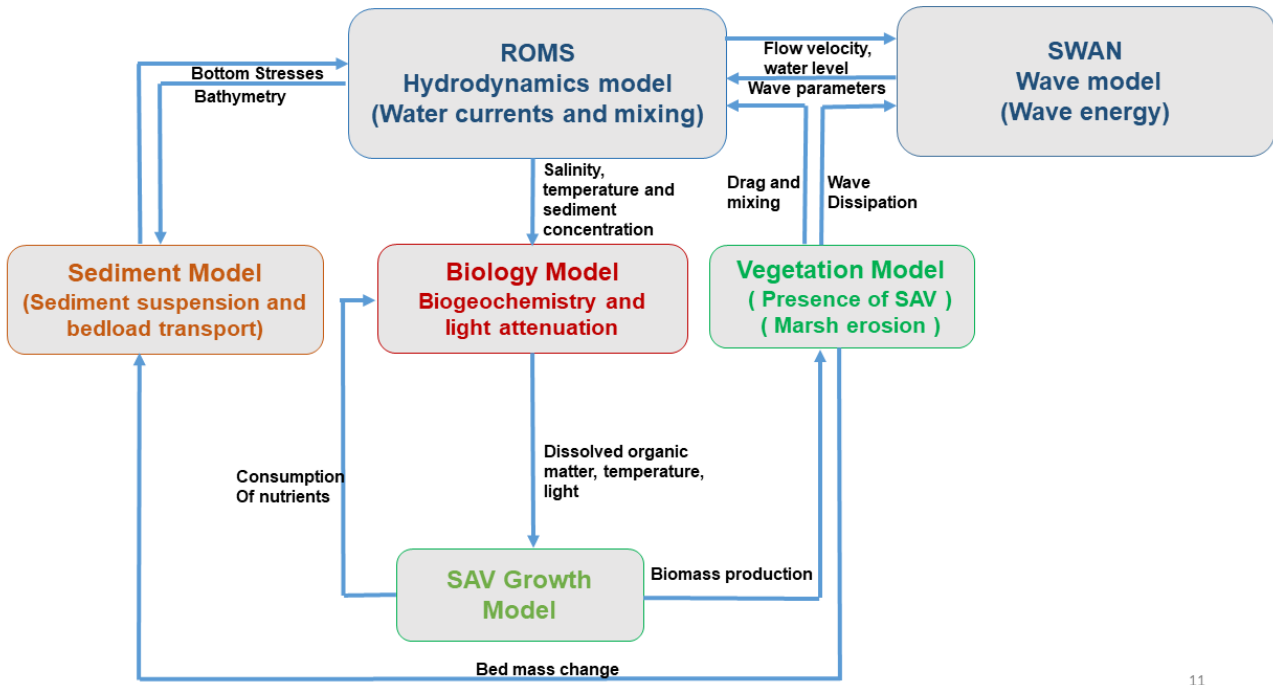 ROMS
Hydrodynamics model
(Water currents and mixing)
Flow velocity,
water level
Wave parameters
SWAN
Wave model
(Wave energy)
Bottom Stresses
Bathymetry
Salinity,
temperature and
sediment
concentration
Drag and
mixing
Wave
Dissipation
Sediment Model
(Sediment suspension and
bedload transport)
Biology Model
Biogeochemistry and
light attenuation
Vegetation Model
( Presence of SAV )
( Marsh erosion )
Consumption
Of nutrients
Dissolved organic
matter, temperature,
light
SAV Growth
Model
Biomass production
Bed mass change
11